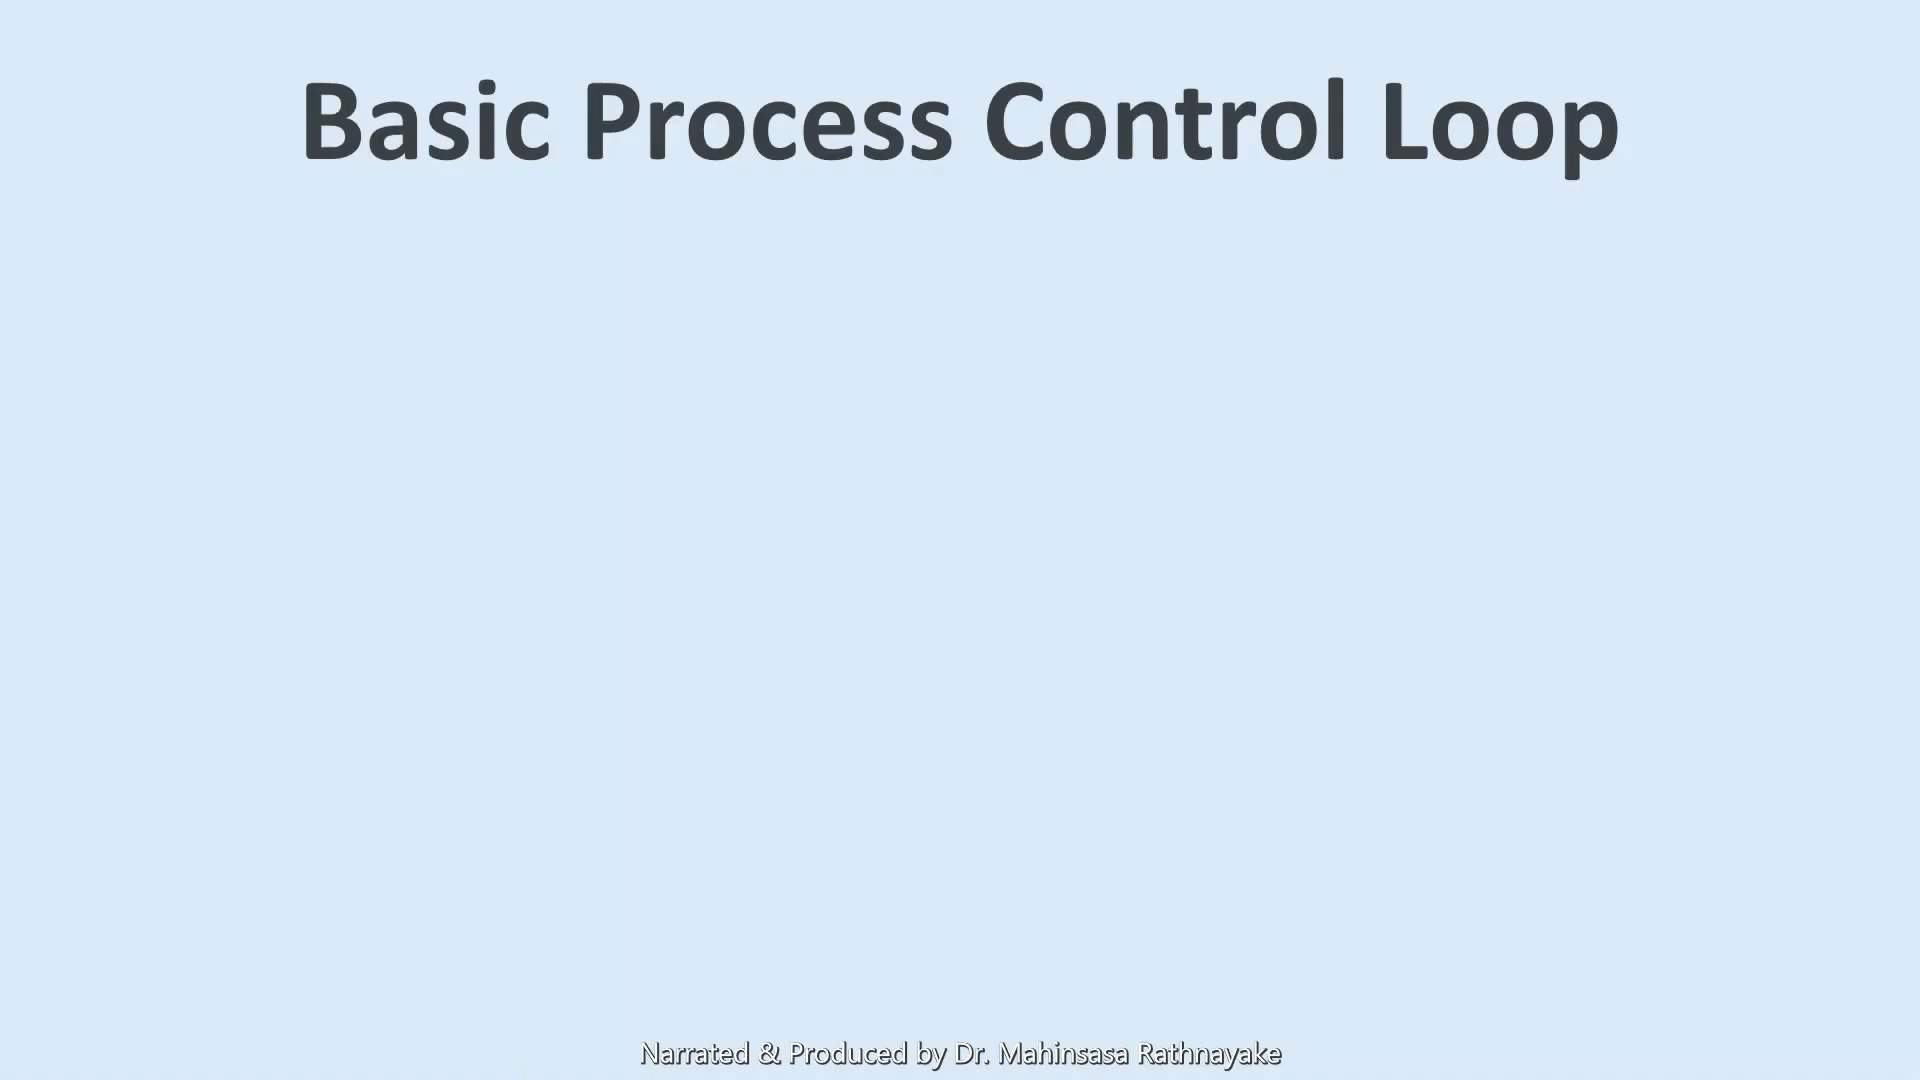 Basic Process Control Loop
Narrated & Produced by Dr. Mahinsasa Rathnayake